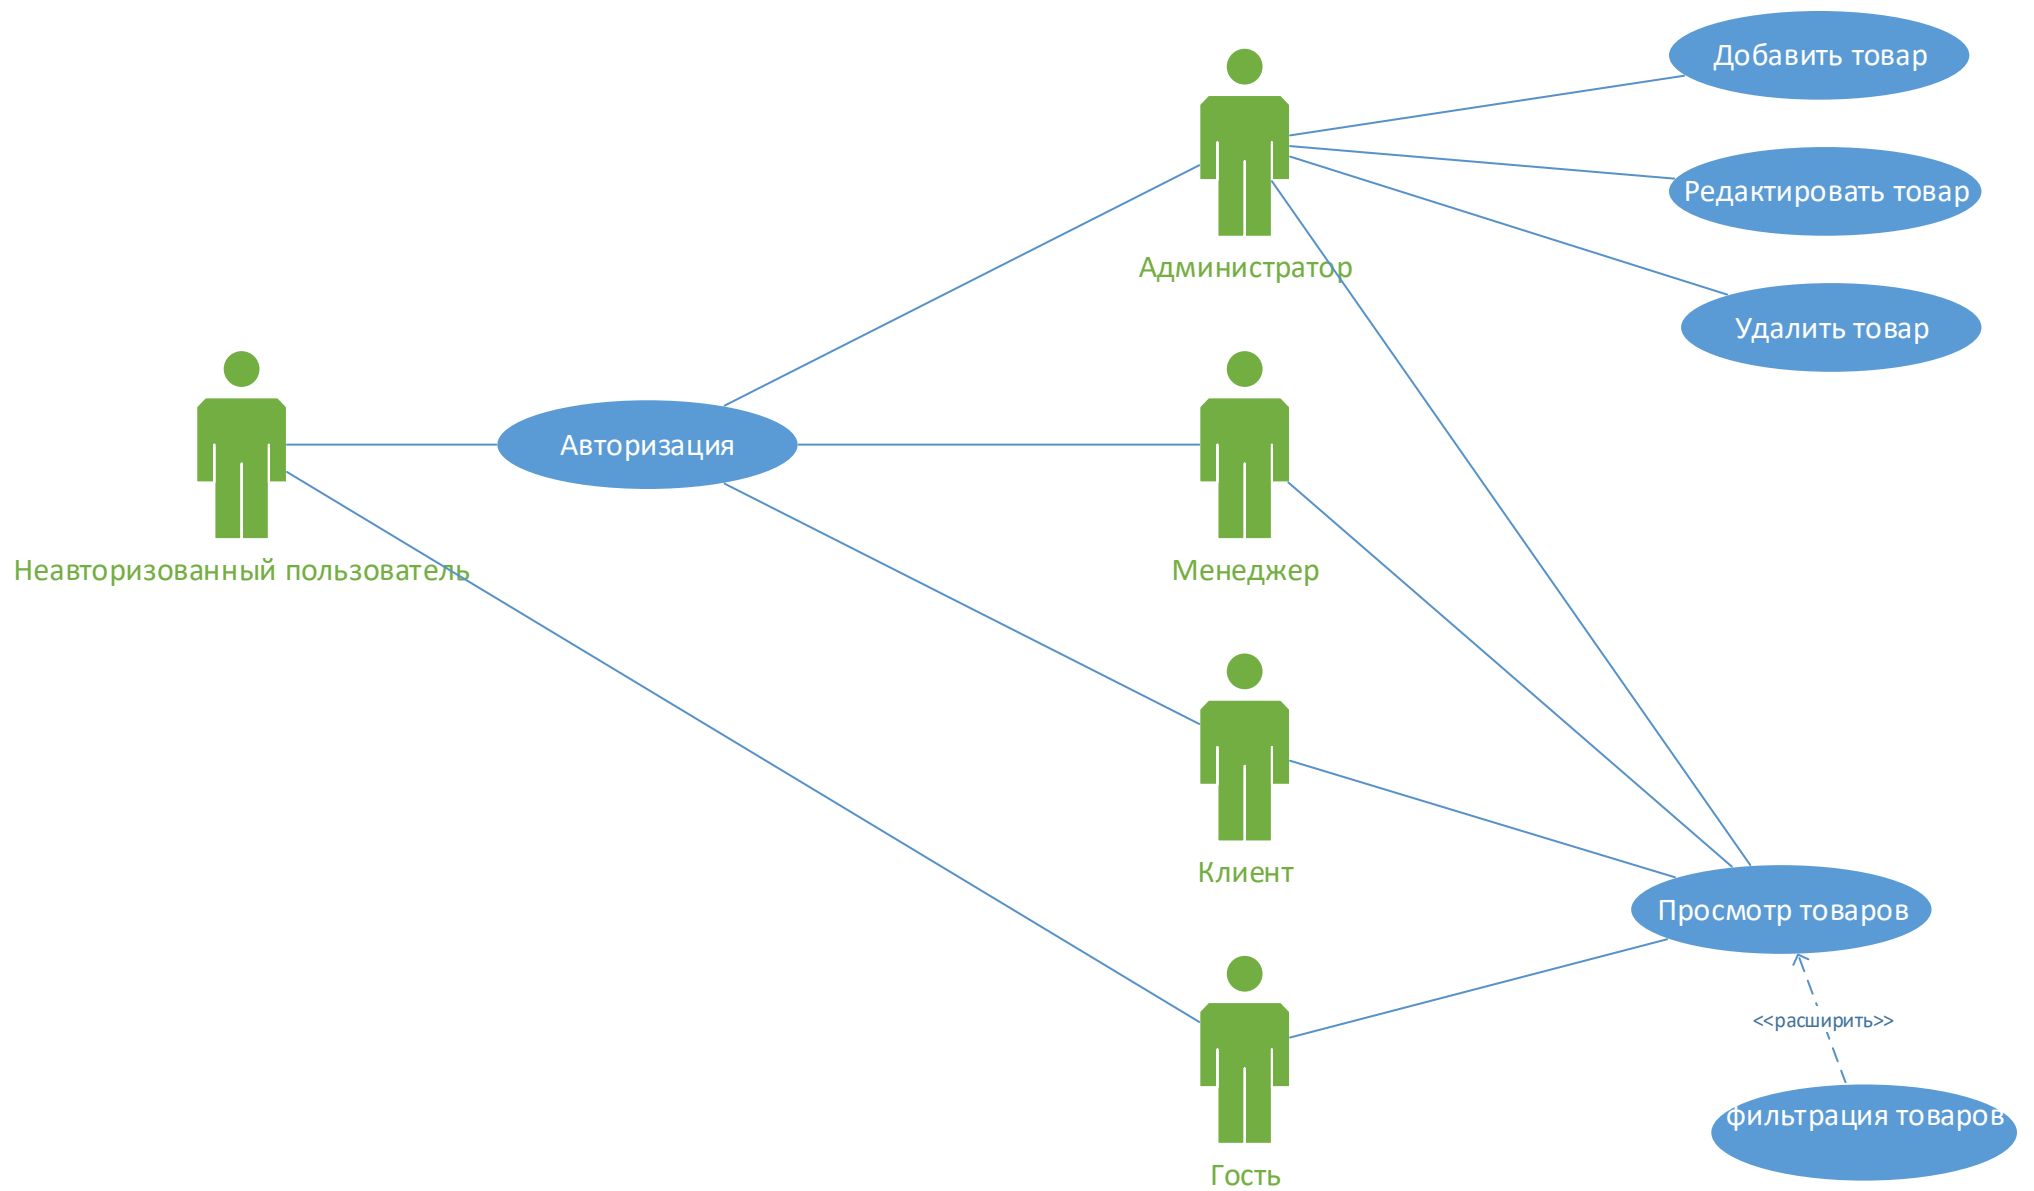 Добавить товар
Редактировать товар
Администратор
Удалить товар
Авторизация
Неавторизованный пользователь
Менеджер
Клиент
Просмотр товаров
<<расширить>>
фильтрация товаров
Гость